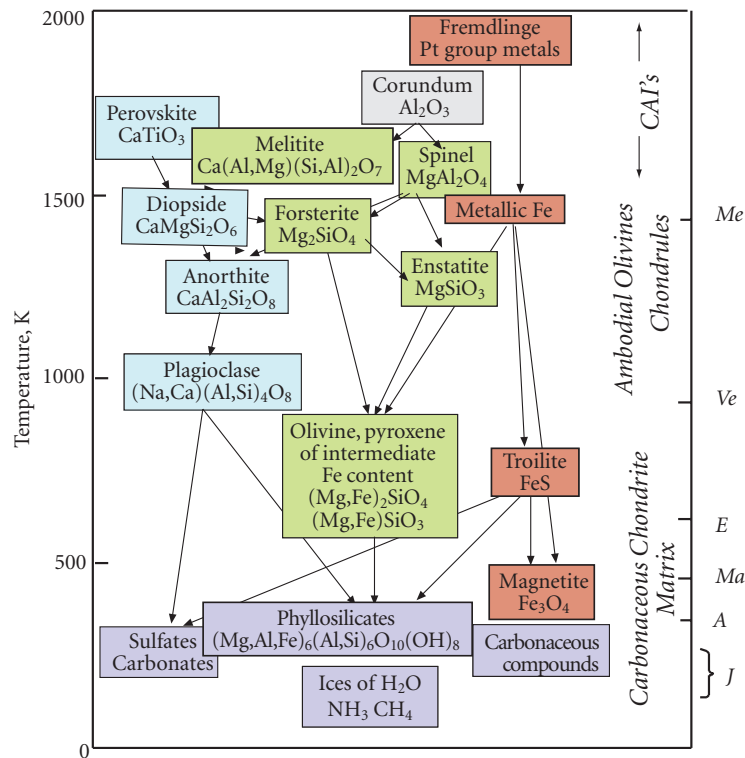 2000
Fremdlinge
Pt group metals
CAI's
Corundum
Al₂O₃
Perovskite
CaTiO₃
Melitite
Ca(Al,Mg)(Si,Al)₂O₇
Spinel
MgAl₂O₄
1500
Diopside
CaMgSi₂O₆
Forsterite
Mg₂SiO₄
Metallic Fe
Me
Anorthite
CaAl₂Si₂O₈
Enstatite
MgSiO₃
Ambodial Olivines
Chondrules
Temperature, K
1000
Plagioclase
(Na,Ca)(Al,Si)₄O₈
Ve
Olivine, pyroxene
of intermediate
Fe content
(Mg,Fe)₂SiO₄
(Mg,Fe)SiO₃
Troilite
FeS
E
Carbonaceous Chondrite
Matrix
500
Magnetite
Fe₃O₄
Ma
A
Phyllosilicates
(Mg,Al,Fe)₆(Al,Si)₆O₁₀(OH)₈
Sulfates
Carbonates
Carbonaceous
compounds
J
Ices of H₂O
NH₃ CH₄
0